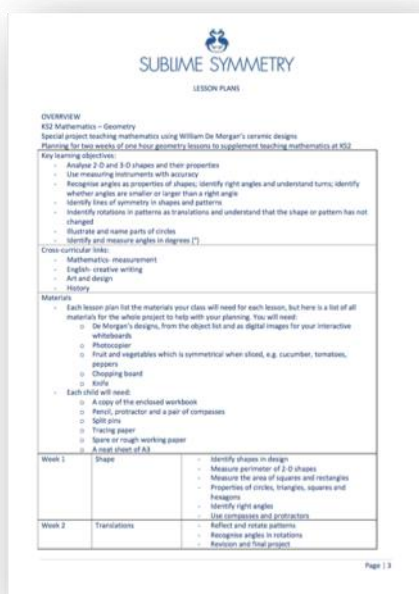 SUBLIME SYMMETRY
LESSON PLANS
OVERRVIEW
KS2 Mathematics – Geometry
Special project teaching mathematics using William De Morgan's ceramic designs
Planning for two weeks of one hour geometry lessons to supplement teaching mathematics at KS2
Key learning objectives:
- Analyse 2-D and 3-D shapes and their properties
- Use measuring instruments with accuracy
- Recognise angles as properties of shapes; identify right angles and understand turns; identify
whether angles are smaller or larger than a right angle
- Identify lines of symmetry in shapes and patterns
- Indentify rotations in patterns as translations and understand that the shape or pattern has not
changed
- Illustrate and name parts of circles
- Identify and measure angles in degrees (°)
Cross-curricular links:
- Mathematics- measurement
- English- creative writing
- Art and design
- History
Materials
- Each lesson plan list the materials your class will need for each lesson, but here is a list of all
materials for the whole project to help with your planning. You will need:
o De Morgan's designs, from the object list and as digital images for your interactive
whiteboards
o Photocopier
o Fruit and vegetables which is symmetrical when sliced, e.g. cucumber, tomatoes,
peppers
o Chopping board
o Knife
- Each child will need:
o A copy of the enclosed workbook
o Pencil, protractor and a pair of compasses
o Split pins
o Tracing paper
o Spare or rough working paper
o A neat sheet of A3
Week 1 Shape - Identify shapes in design
- Measure perimeter of 2-D shapes
- Measure the area of squares and rectangles
- Properties of circles, triangles, squares and
hexagons
- Identify right angles
- Use compasses and protractors
Week 2 Translations - Reflect and rotate patterns
- Recognise angles in rotations
- Revision and final project
Page | 3